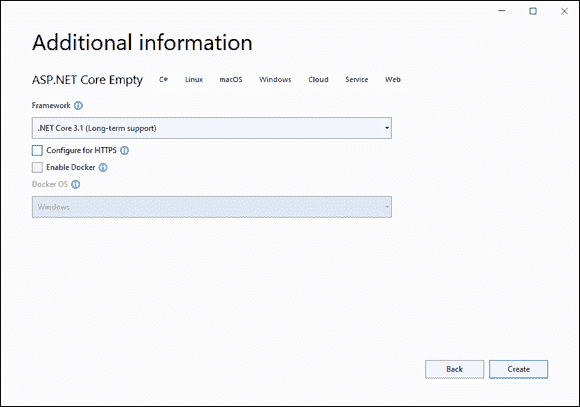 Additional information
ASP.NET Core Empty C# Linux macOS Windows Cloud Service Web
Framework
.NET Core 3.1 (Long-term support)
Configure for HTTPS
Enable Docker
Docker OS
Windows
Back Create